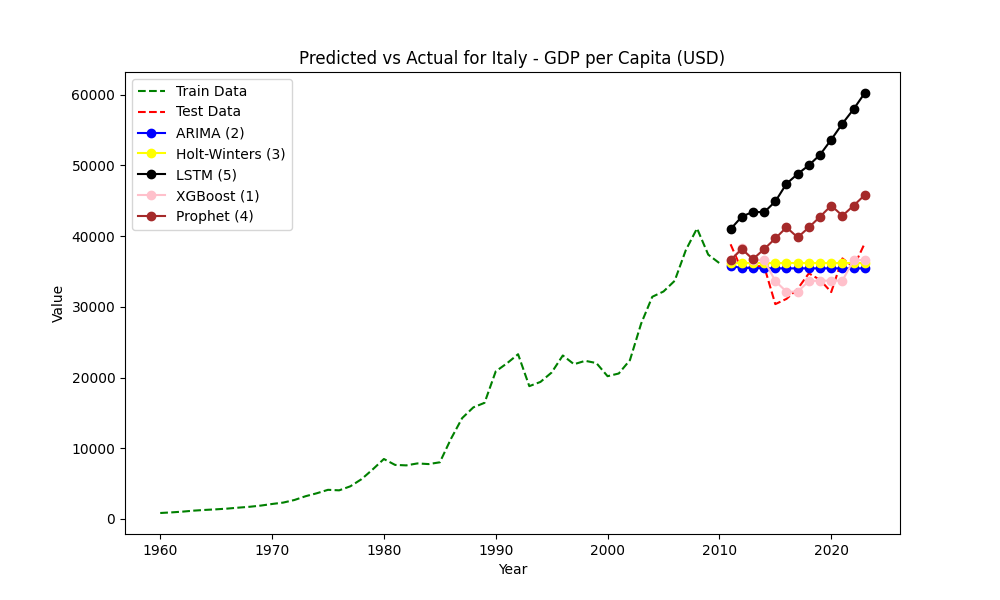 Predicted vs Actual for Italy - GDP per Capita (USD)
Train Data
Test Data
ARIMA (2)
Holt-Winters (3)
LSTM (5)
XGBoost (1)
Prophet (4)
Value
60000
50000
40000
30000
20000
10000
0
1960 1970 1980 1990 2000 2010 2020
Year